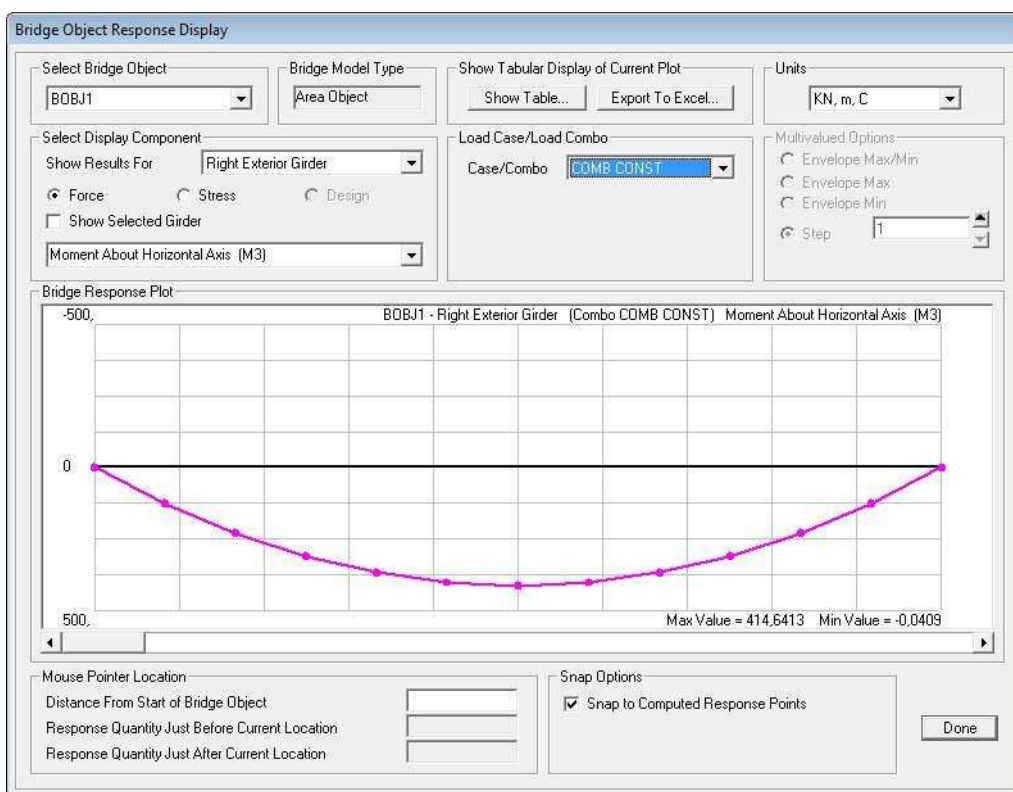 Bridge Object Response Display
Select Bridge Object
BOBJ1
Bridge Model Type
Area Object
Show Tabular Display of Current Plot
Show Table...
Export To Excel...
Units
KN, m, C
Select Display Component
Show Results For
Right Exterior Girder
Force
Stress
Design
Show Selected Girder
Moment About Horizontal Axis (M3)
Load Case/Load Combo
Case/Combo
COMB CONST
Multivalued Options
Envelope Max/Min
Envelope Max
Envelope Min
Step
1
Bridge Response Plot
-500,
BOBJ1 - Right Exterior Girder (Combo COMB CONST) Moment About Horizontal Axis (M3)
0
500,
Max Value = 414,6413 Min Value = -0,0409
Mouse Pointer Location
Distance From Start of Bridge Object
Response Quantity Just Before Current Location
Response Quantity Just After Current Location
Snap Options
Snap to Computed Response Points
Done